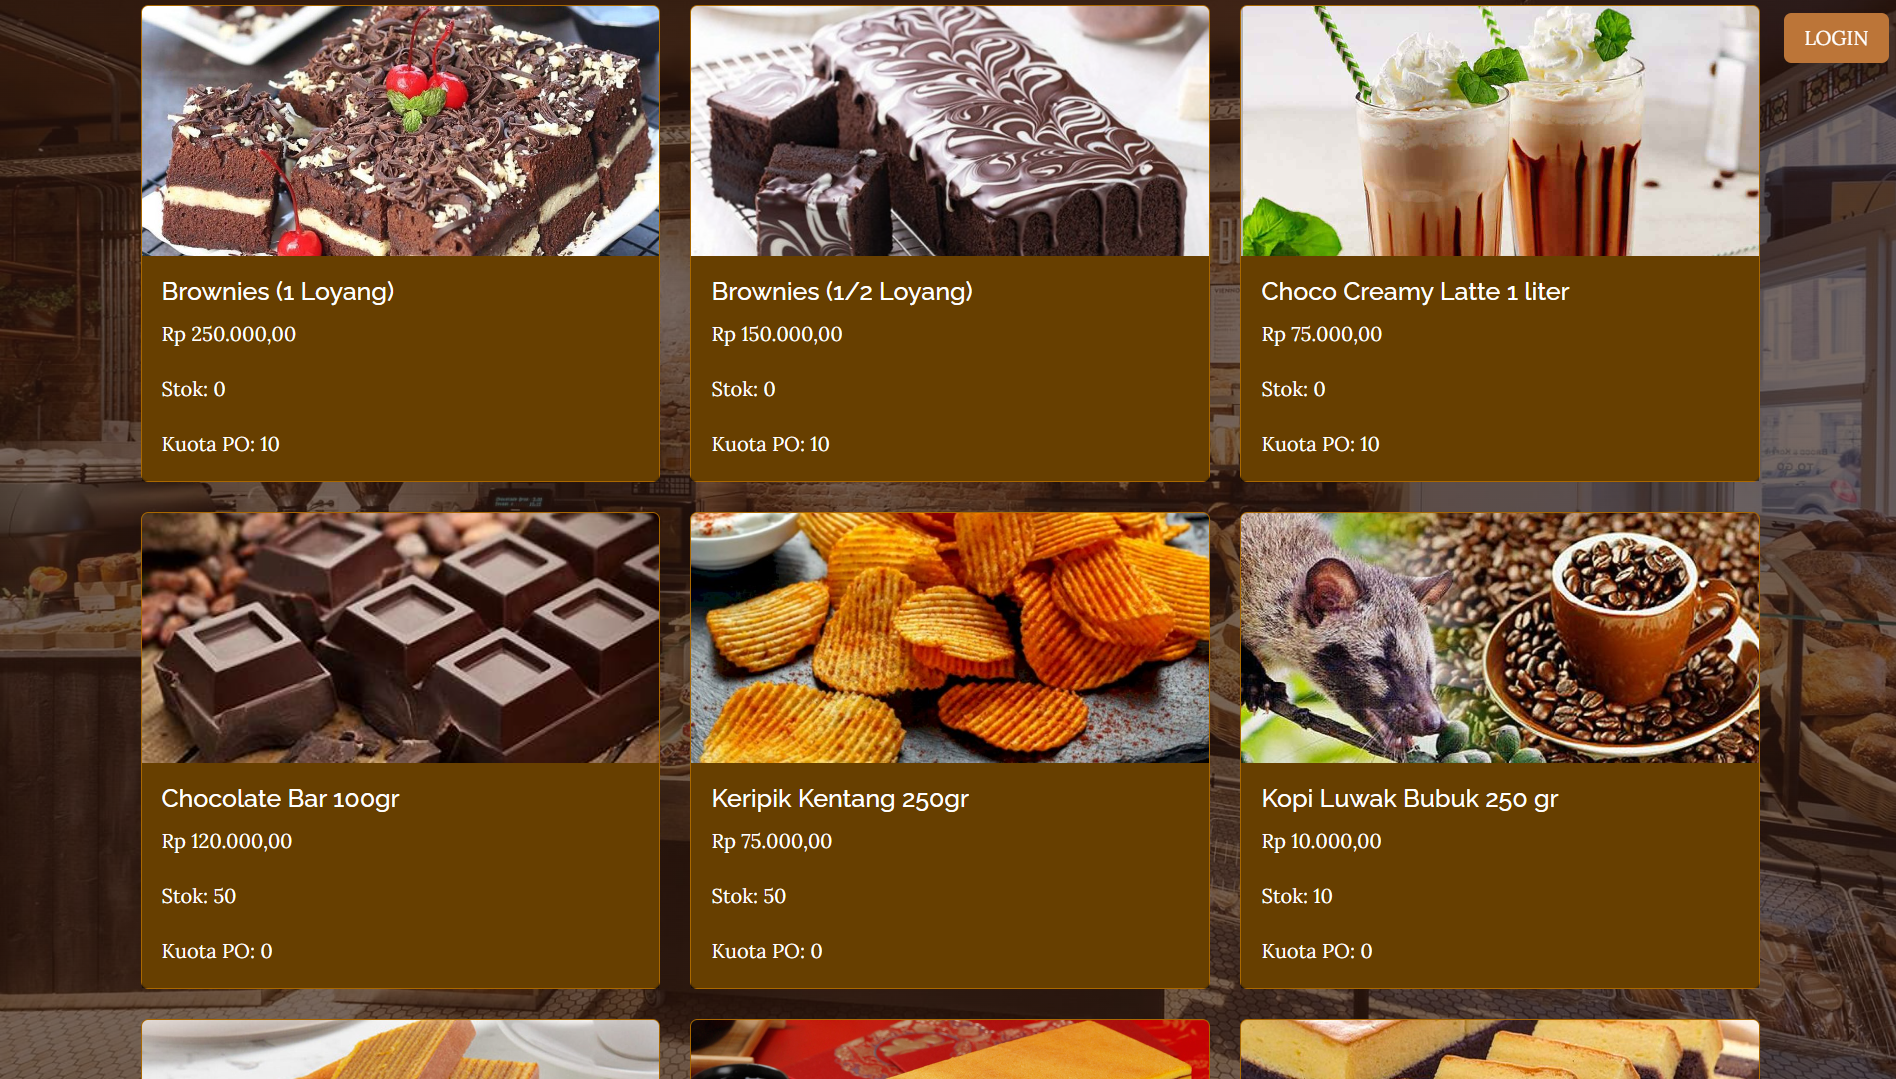 LOGIN
Brownies (1 Loyang)
Rp 250.000,00
Stok: 0
Kuota PO: 10
Brownies (1/2 Loyang)
Rp 150.000,00
Stok: 0
Kuota PO: 10
Choco Creamy Latte 1 liter
Rp 75.000,00
Stok: 0
Kuota PO: 10
Chocolate Bar 100gr
Rp 120.000,00
Stok: 50
Kuota PO: 0
Keripik Kentang 250gr
Rp 75.000,00
Stok: 50
Kuota PO: 0
Kopi Luwak Bubuk 250 gr
Rp 10.000,00
Stok: 10
Kuota PO: 0